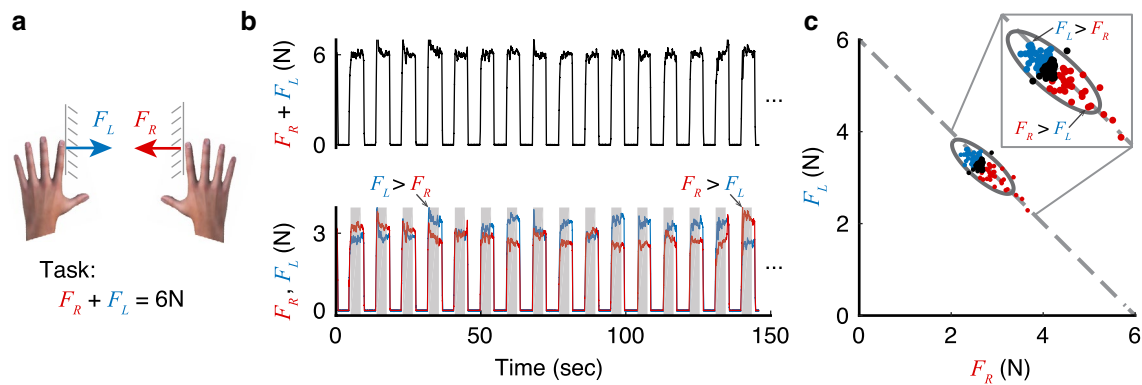 a
F_L F_R
Task:
F_R + F_L = 6N
b
F_R + F_L (N)
6
0
...
F_L > F_R
F_R > F_L
F_R, F_L (N)
3
0
...
0 50 100 150
Time (sec)
c
F_L > F_R
F_R > F_L
F_L (N)
6
4
2
0
0 2 4 6
F_R (N)